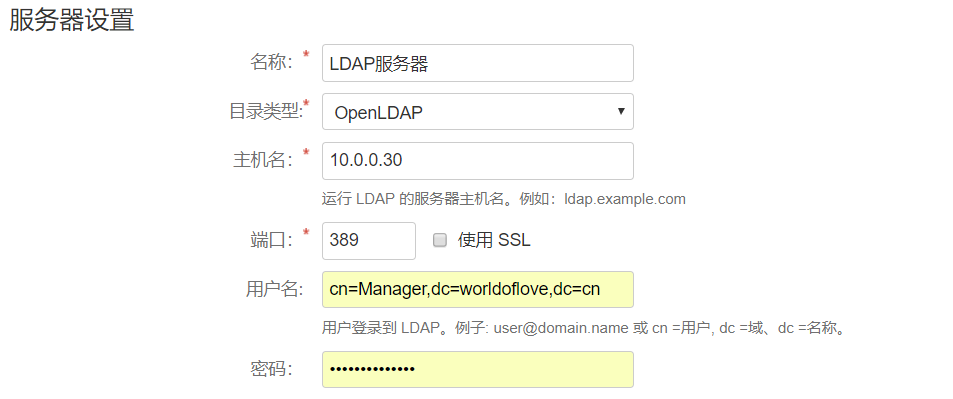 服务器设置
名称：* LDAP服务器
目录类型:* OpenLDAP
主机名：* 10.0.0.30
运行 LDAP 的服务器主机名。例如：ldap.example.com
端口：* 389 使用 SSL
用户名: cn=Manager,dc=worldoflove,dc=cn
用户登录到 LDAP。例子: user@domain.name 或 cn =用户, dc =域、dc =名称。
密码： ••••••••••••••